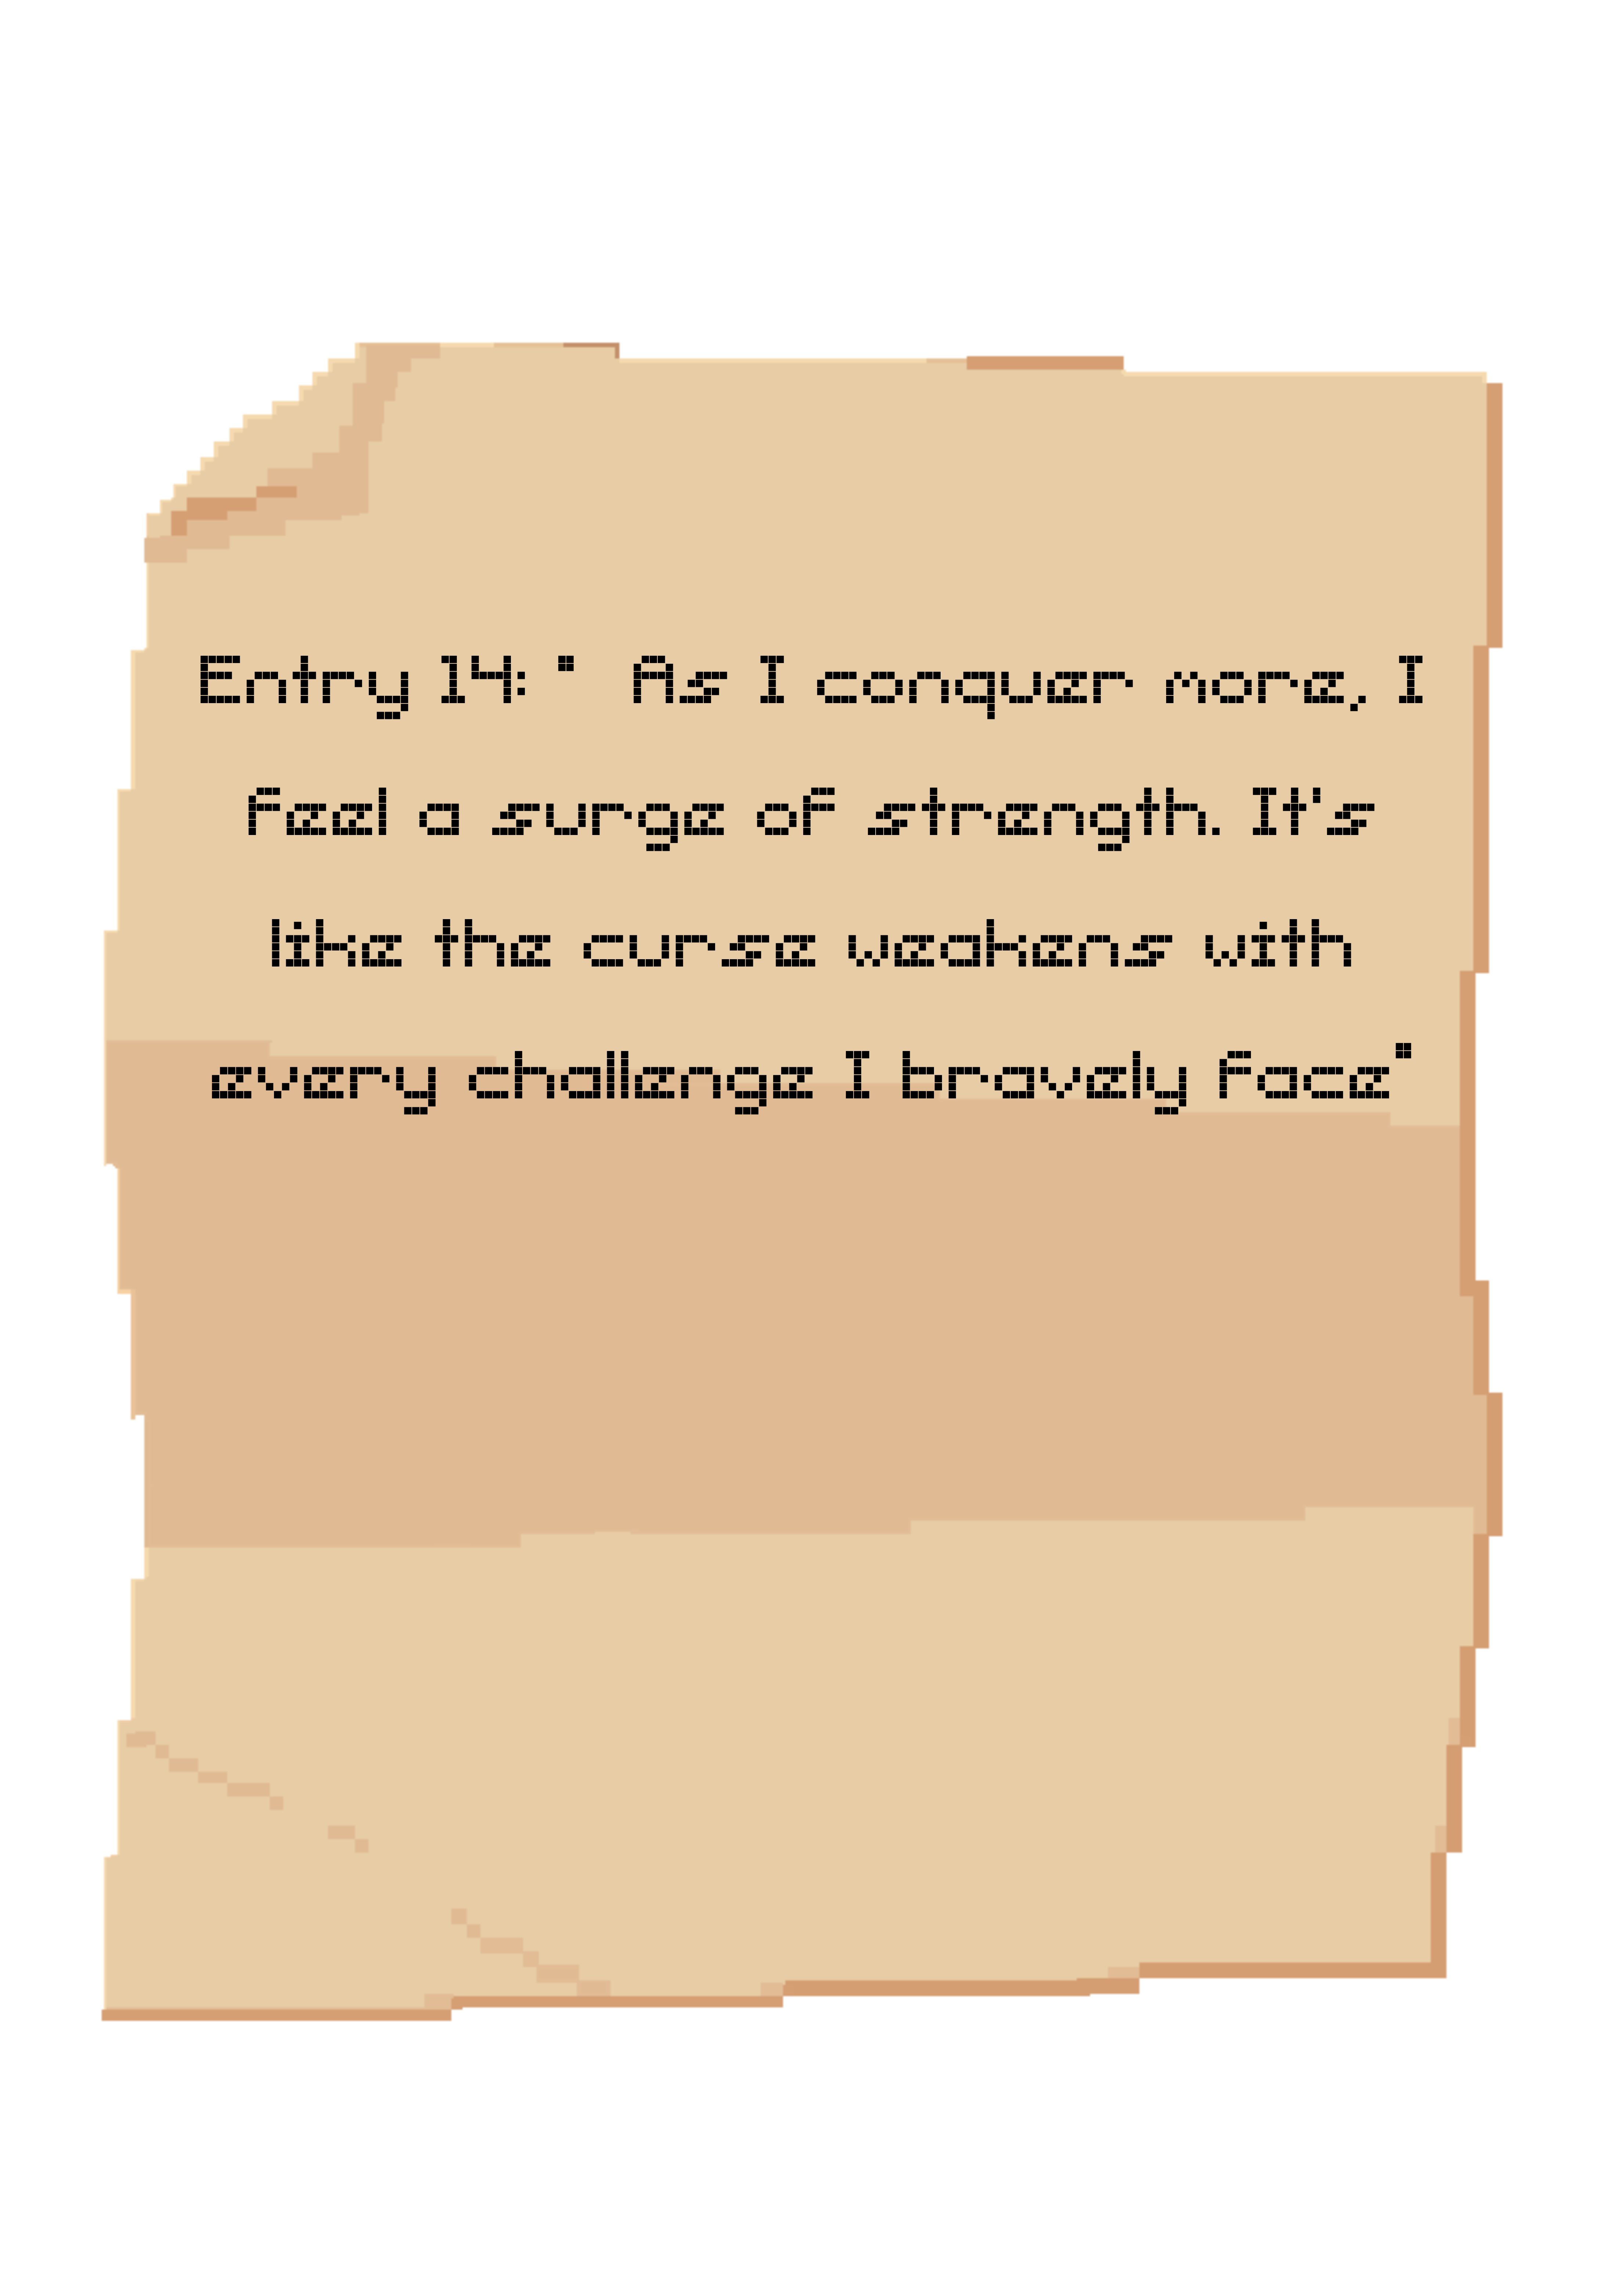 Entry 14: " As I conquer more, I
feel a surge of strength. It's
like the curse weakens with
every challenge I bravely face"